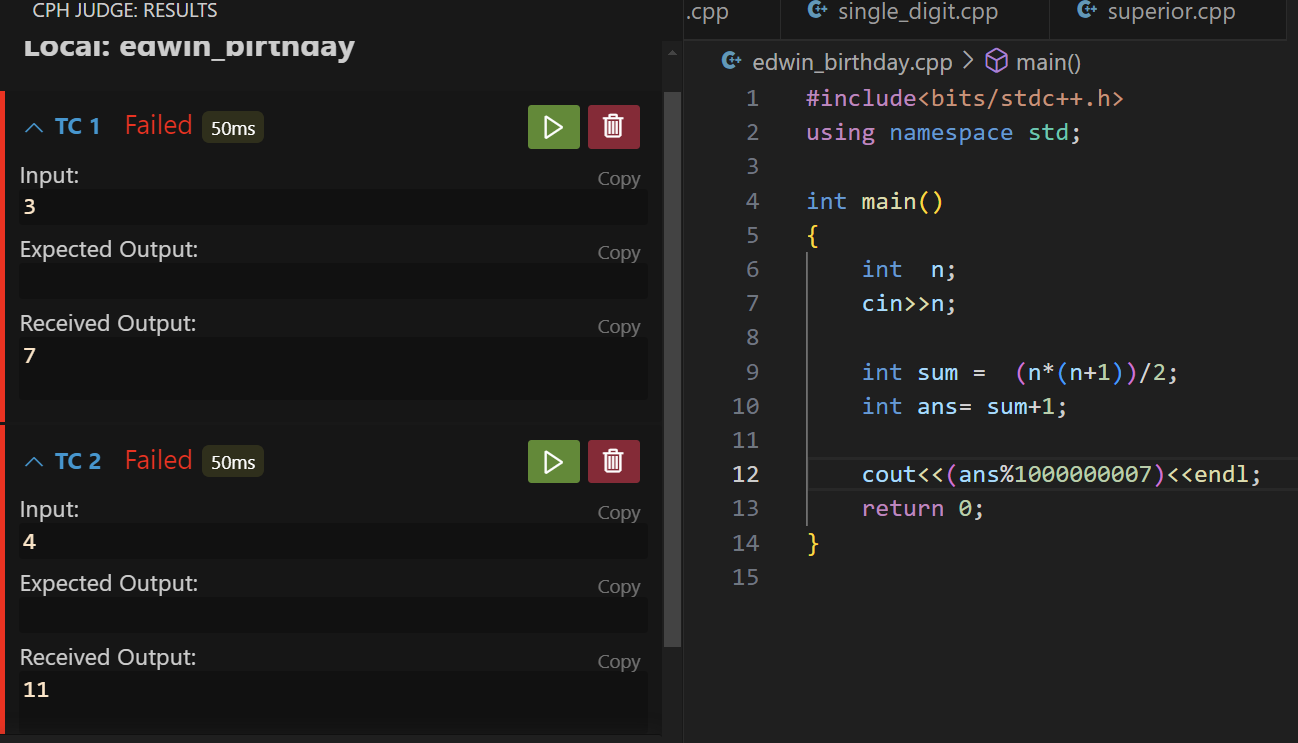 CPH JUDGE: RESULTS
Local: edwin_birthday
TC 1 Failed 50ms
Input:
Copy
3
Expected Output:
Copy
Received Output:
Copy
7
TC 2 Failed 50ms
Input:
Copy
4
Expected Output:
Copy
Received Output:
Copy
11
.cpp
single_digit.cpp
superior.cpp
edwin_birthday.cpp > main()
1 #include<bits/stdc++.h>
2 using namespace std;
3
4 int main()
5 {
6     int  n;
7     cin>>n;
8
9     int sum =  (n*(n+1))/2;
10     int ans= sum+1;
11
12     cout<<(ans%1000000007)<<endl;
13     return 0;
14 }
15